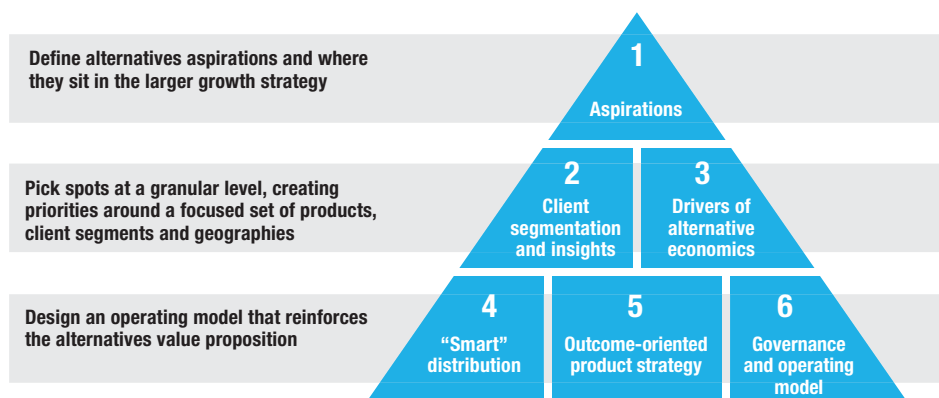 Define alternatives aspirations and where
they sit in the larger growth strategy
1
Aspirations
Pick spots at a granular level, creating
priorities around a focused set of products,
client segments and geographies
2
Client
segmentation
and insights
3
Drivers of
alternative
economics
Design an operating model that reinforces
the alternatives value proposition
4
“Smart”
distribution
5
Outcome-oriented
product strategy
6
Governance
and operating
model